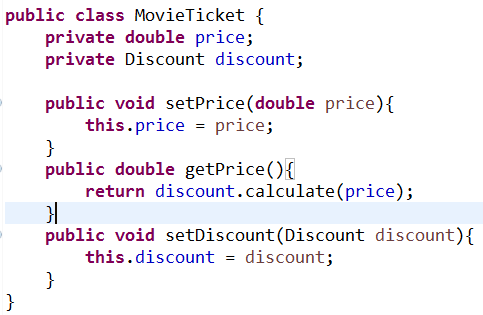 public class MovieTicket {
    private double price;
    private Discount discount;

    public void setPrice(double price){
        this.price = price;
    }
    public double getPrice(){
        return discount.calculate(price);
    }
    public void setDiscount(Discount discount){
        this.discount = discount;
    }
}